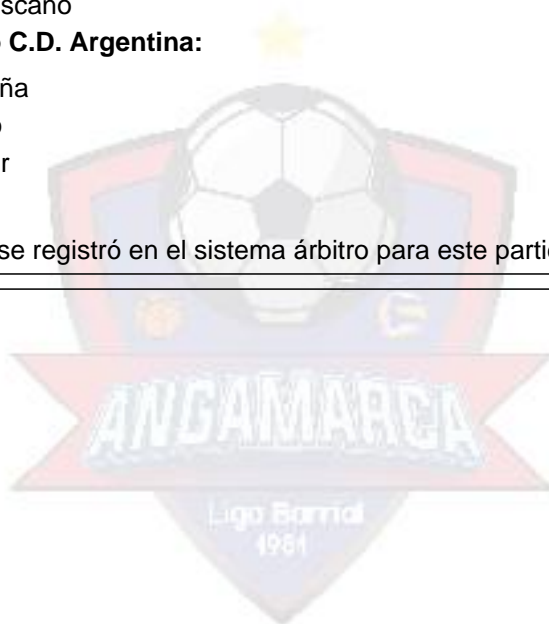 scano
o C.D. Argentina:
ña
o
r
se registró en el sistema árbitro para este parti
ANGAMARCA
Liga Barrial
1981